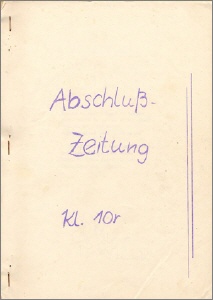 Abschluß-
Zeitung
Kl. 10r